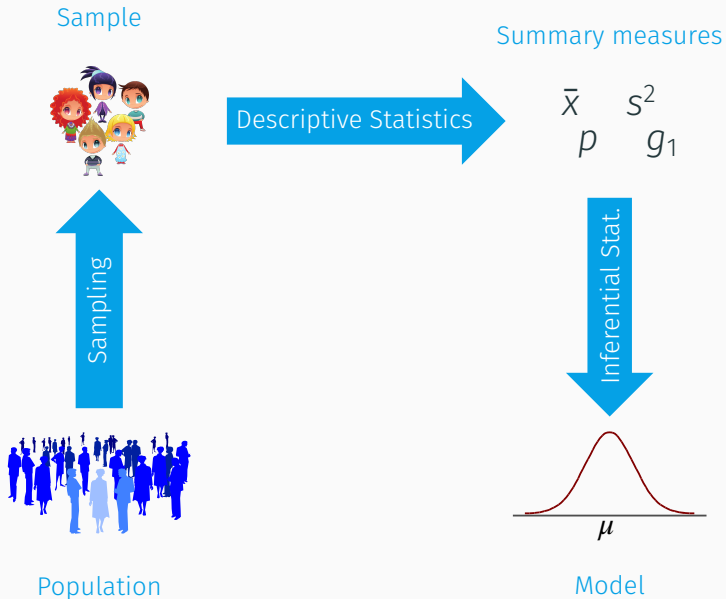 Sample
Summary measures
Descriptive Statistics
x̄ s²
p g₁
Sampling
Inferential Stat.
μ
Population
Model